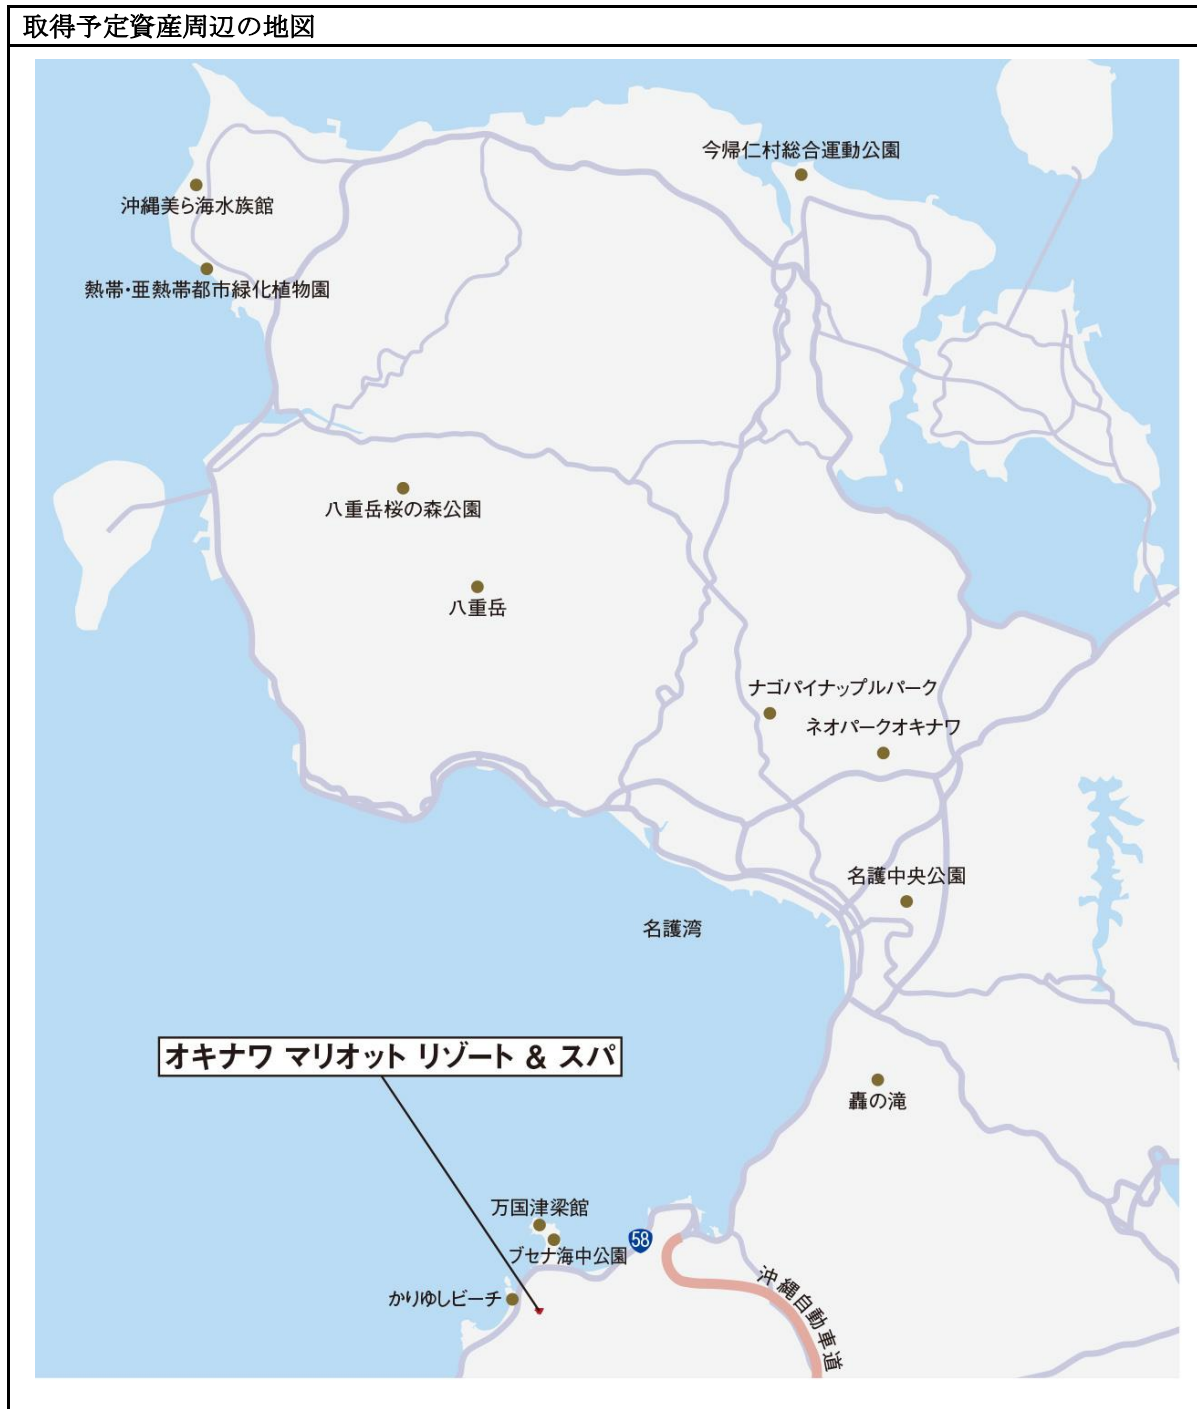 取得予定資産周辺の地図
今帰仁村総合運動公園
沖縄美ら海水族館
熱帯・亜熱帯都市緑化植物園
八重岳桜の森公園
八重岳
ナゴパイナップルパーク
ネオパークオキナワ
名護中央公園
名護湾
オキナワ マリオット リゾート & スパ
轟の滝
万国津梁館
58
ブセナ海中公園
かりゆしビーチ
沖縄自動車道